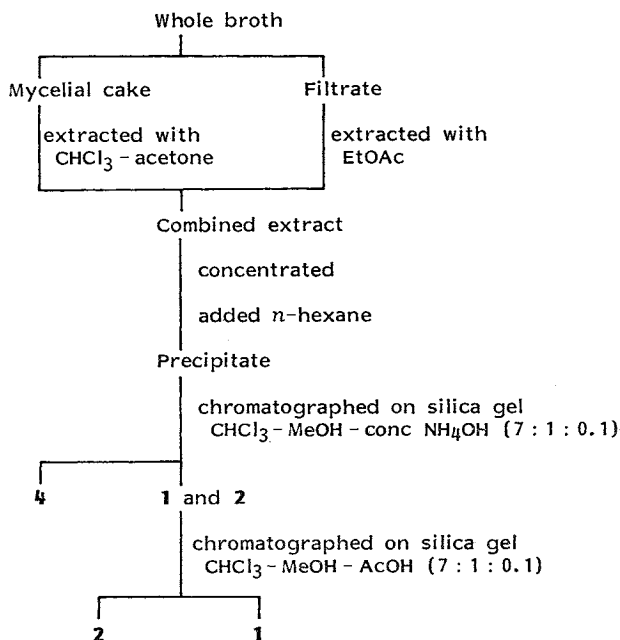 Whole broth
Mycelial cake Filtrate
extracted with
CHCl3 - acetone
extracted with
EtOAc
Combined extract
concentrated
added n-hexane
Precipitate
chromatographed on silica gel
CHCl3 - MeOH - conc NH4OH (7 : 1 : 0.1)
4 1 and 2
chromatographed on silica gel
CHCl3 - MeOH - AcOH (7 : 1 : 0.1)
2 1